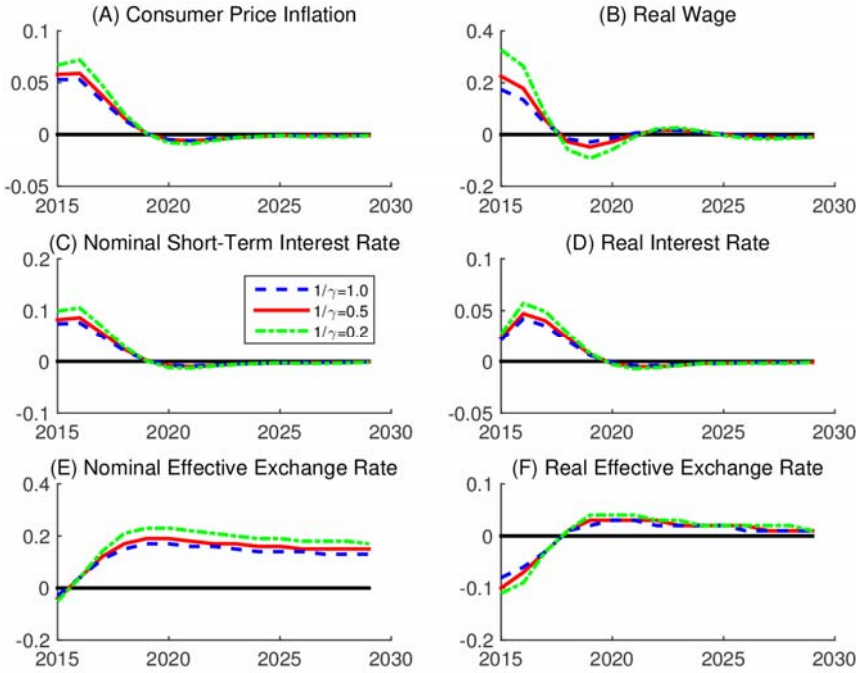 (A) Consumer Price Inflation
0.1
0.05
0
-0.05
2015 2020 2025 2030
(B) Real Wage
0.4
0.2
0
-0.2
2015 2020 2025 2030
(C) Nominal Short-Term Interest Rate
0.2
0.1
0
-0.1
2015 2020 2025 2030
1/γ=1.0
1/γ=0.5
1/γ=0.2
(D) Real Interest Rate
0.1
0.05
0
-0.05
2015 2020 2025 2030
(E) Nominal Effective Exchange Rate
0.4
0.2
0
-0.2
2015 2020 2025 2030
(F) Real Effective Exchange Rate
0.1
0
-0.1
-0.2
2015 2020 2025 2030